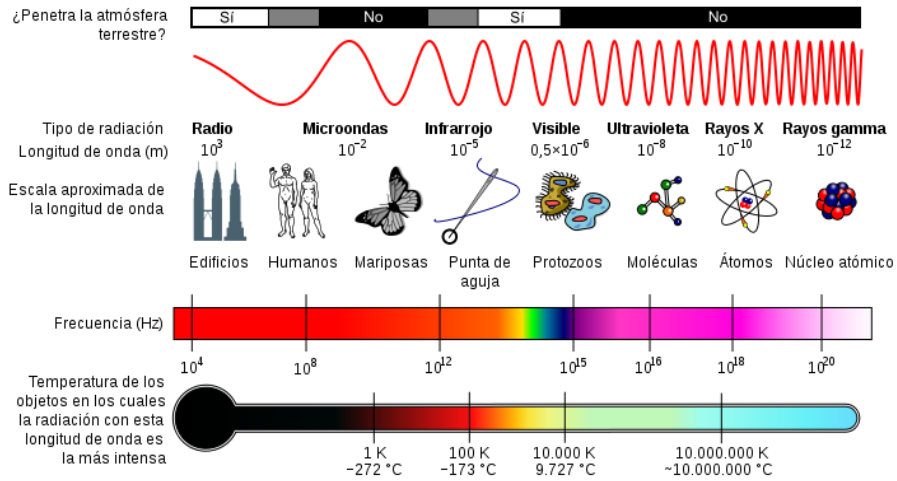 ¿Penetra la atmósfera
terrestre?
Sí
No
Sí
No
Tipo de radiación
Radio
Microondas
Infrarrojo
Visible
Ultravioleta
Rayos X
Rayos gamma
Longitud de onda (m)
10³
10⁻²
10⁻⁵
0,5×10⁻⁶
10⁻⁸
10⁻¹⁰
10⁻¹²
Escala aproximada de
la longitud de onda
Edificios
Humanos
Mariposas
Punta de
aguja
Protozoos
Moléculas
Átomos
Núcleo atómico
Frecuencia (Hz)
10⁴
10⁸
10¹²
10¹⁵
10¹⁶
10¹⁸
10²⁰
Temperatura de los
objetos en los cuales
la radiación con esta
longitud de onda es
la más intensa
1 K
−272 °C
100 K
−173 °C
10.000 K
9.727 °C
10.000.000 K
~10.000.000 °C